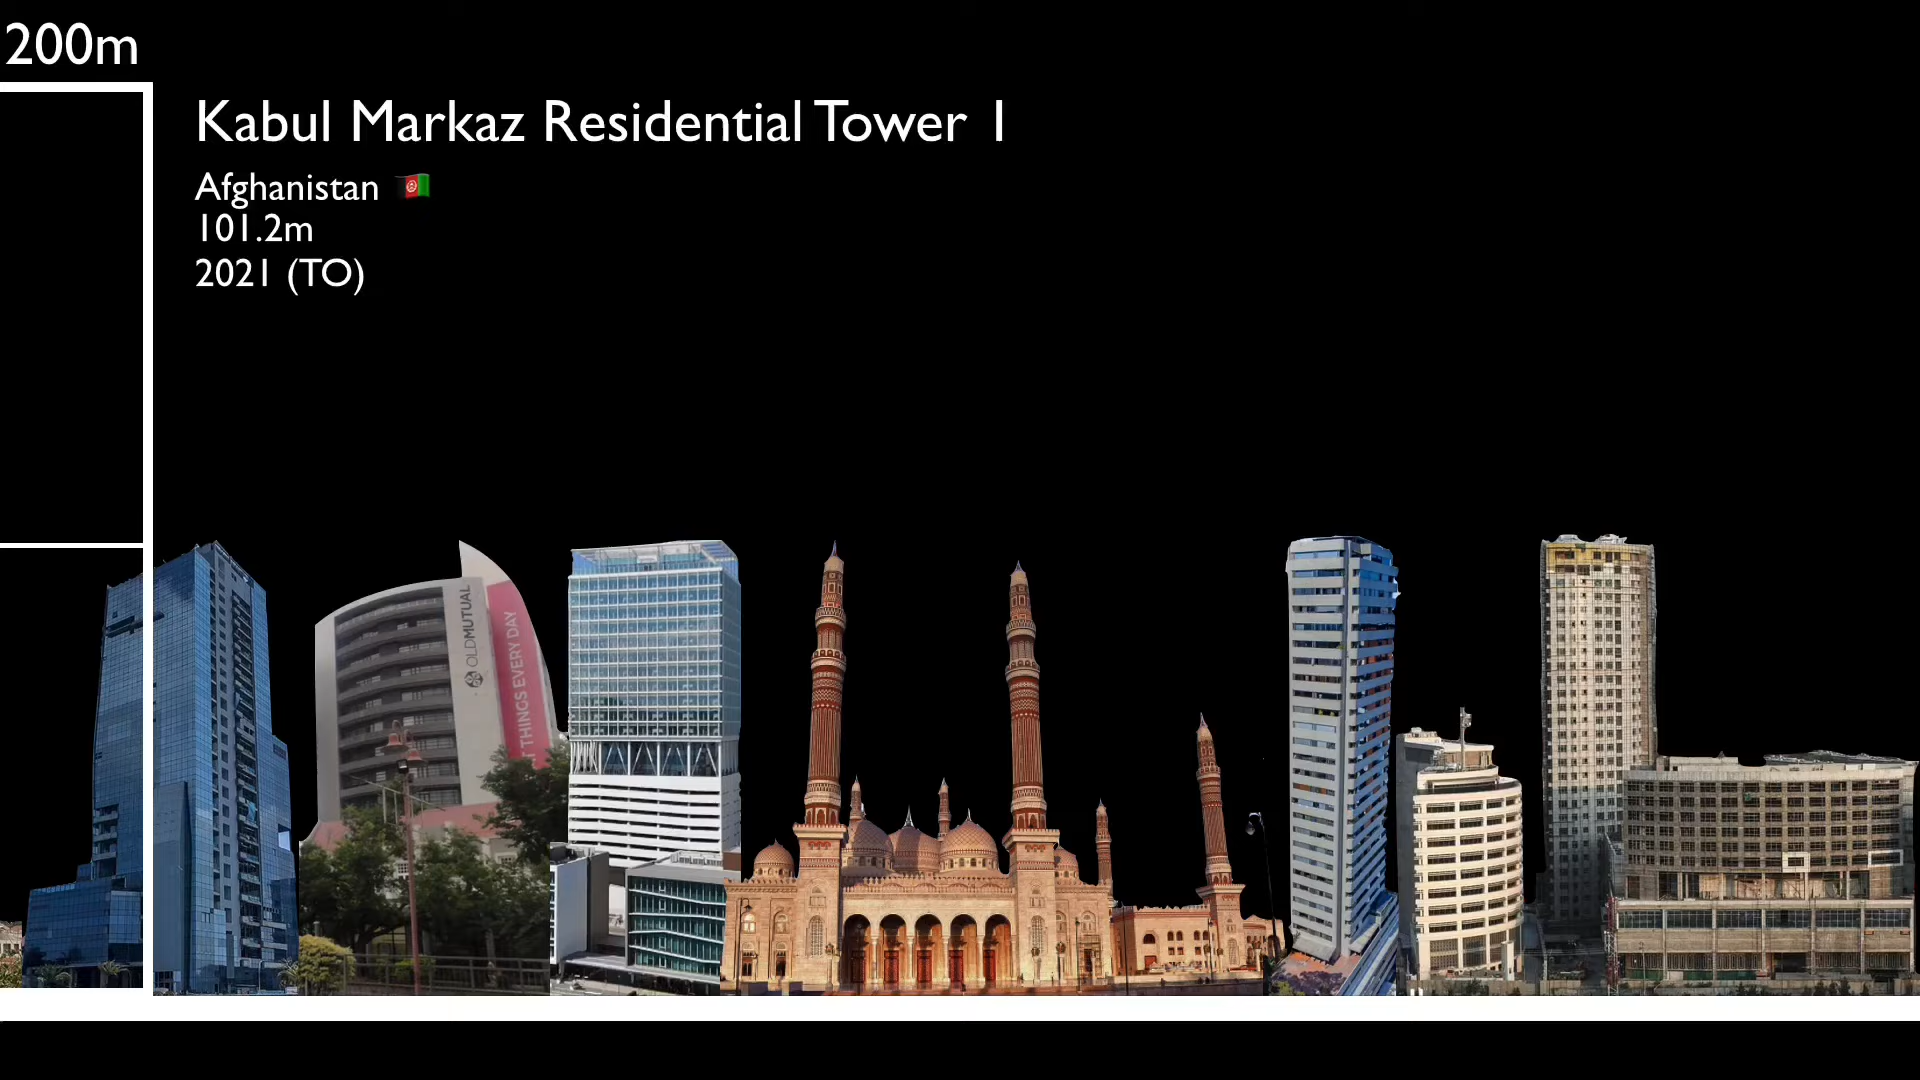 200m
Kabul Markaz Residential Tower 1
Afghanistan
101.2m
2021 (TO)
OLDMUTUAL
THINGS EVERY DAY